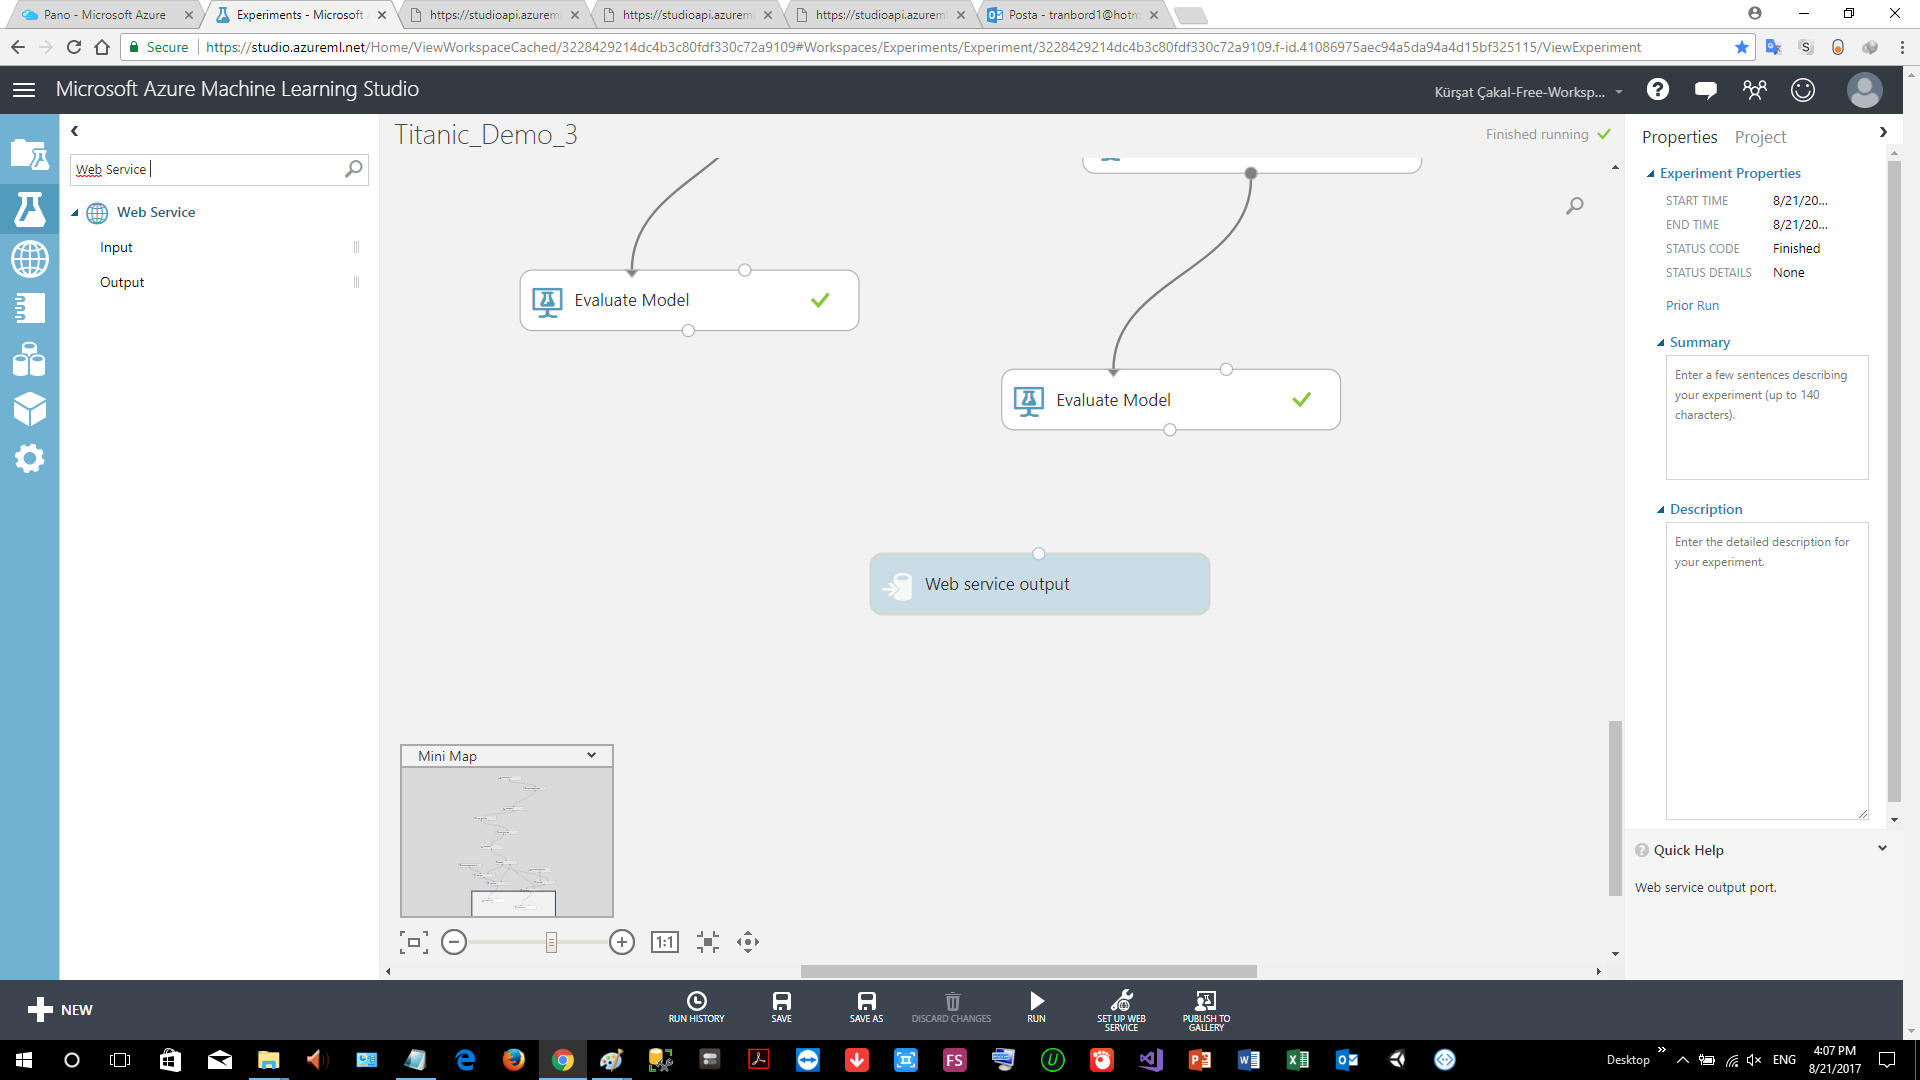 Pano - Microsoft Azure
Experiments - Microsoft
https://studioapi.azurem
https://studioapi.azurem
https://studioapi.azurem
Posta - tranbord1@hotm
Secure
https://studio.azureml.net/Home/ViewWorkspaceCached/3228429214dc4b3c80fdf330c72a9109#Workspaces/Experiments/Experiment/3228429214dc4b3c80fdf330c72a9109.f-id.41086975aec94a5da94a4d15bf325115/ViewExperiment
Microsoft Azure Machine Learning Studio
Kürşat Çakal-Free-Worksp...
Web Service
Web Service
Input
Output
Titanic_Demo_3
Finished running
Evaluate Model
Evaluate Model
Web service output
Mini Map
1:1
Properties
Project
Experiment Properties
START TIME 8/21/20...
END TIME 8/21/20...
STATUS CODE Finished
STATUS DETAILS None
Prior Run
Summary
Enter a few sentences describing
your experiment (up to 140
characters).
Description
Enter the detailed description for
your experiment.
Quick Help
Web service output port.
NEW
RUN HISTORY
SAVE
SAVE AS
DISCARD CHANGES
RUN
SET UP WEB
SERVICE
PUBLISH TO
GALLERY
FS
Desktop
ENG
4:07 PM
8/21/2017